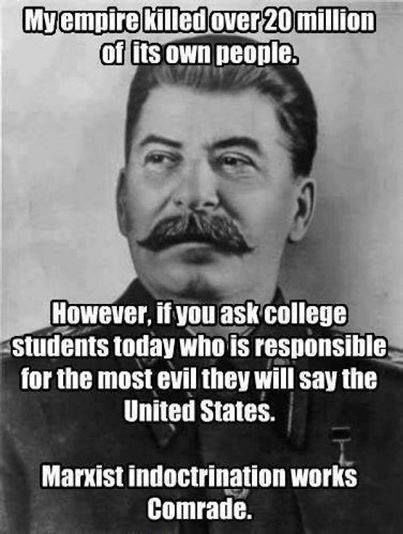 My empire killed over 20 million
of its own people.
However, if you ask college
students today who is responsible
for the most evil they will say the
United States.
Marxist indoctrination works
Comrade.